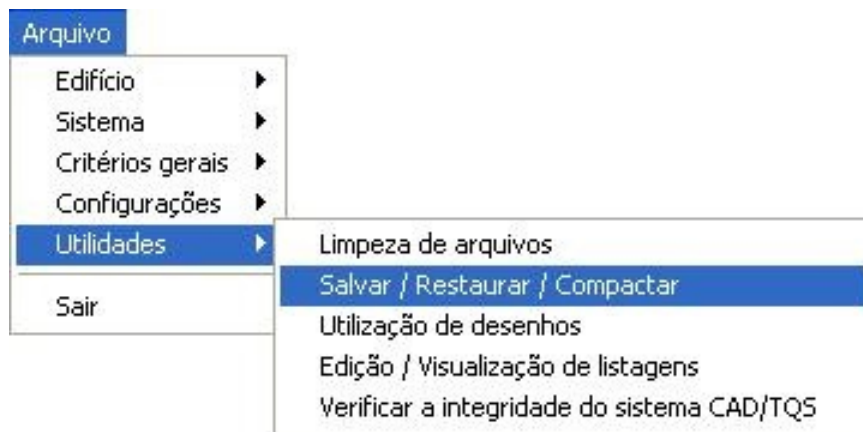 Arquivo
Edifício
Sistema
Critérios gerais
Configurações
Utilidades
Sair
Limpeza de arquivos
Salvar / Restaurar / Compactar
Utilização de desenhos
Edição / Visualização de listagens
Verificar a integridade do sistema CAD/TQS